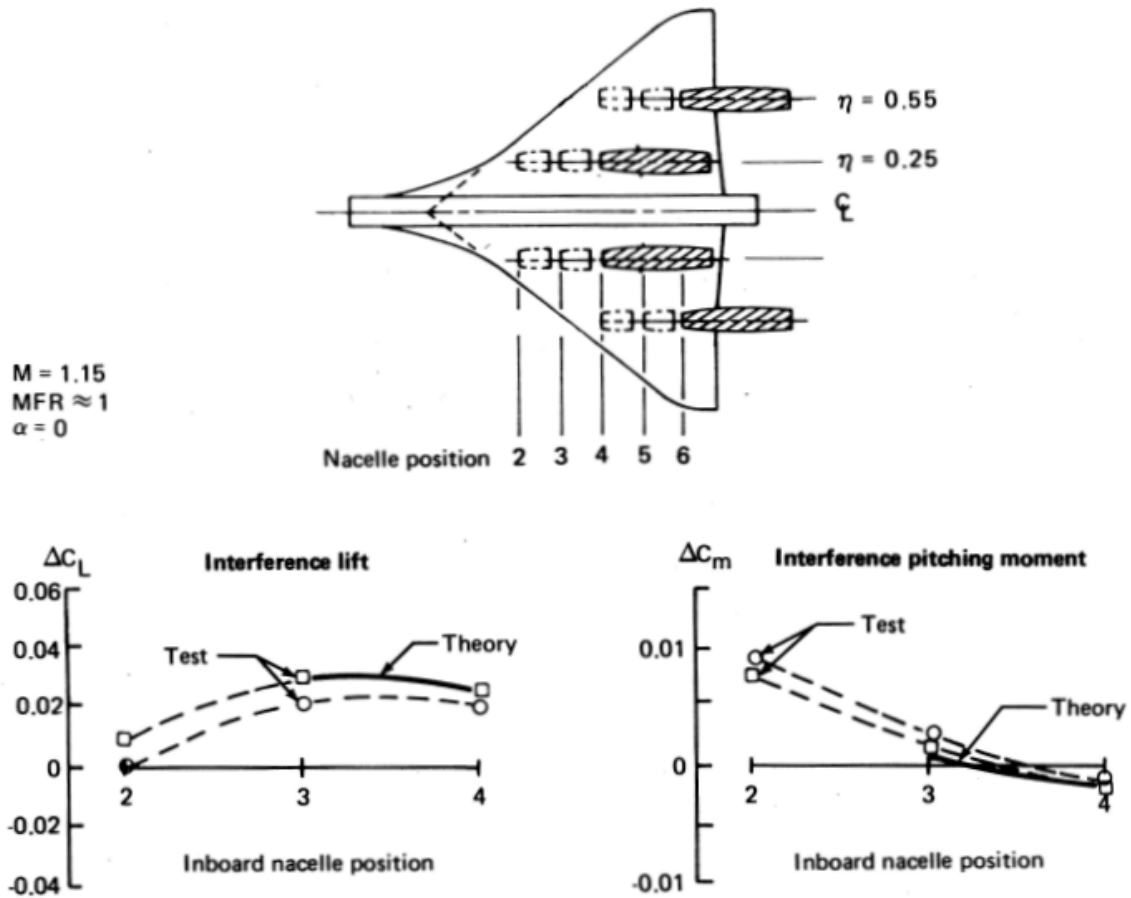 η = 0.55
η = 0.25
℄
M = 1.15
MFR ≈ 1
α = 0
Nacelle position 2 3 4 5 6
ΔC_L
Interference lift
0.06
0.04
0.02
0
-0.02
-0.04
Test
Theory
2 3 4
Inboard nacelle position
ΔC_m
Interference pitching moment
0.01
0
-0.01
Test
Theory
2 3 4
Inboard nacelle position